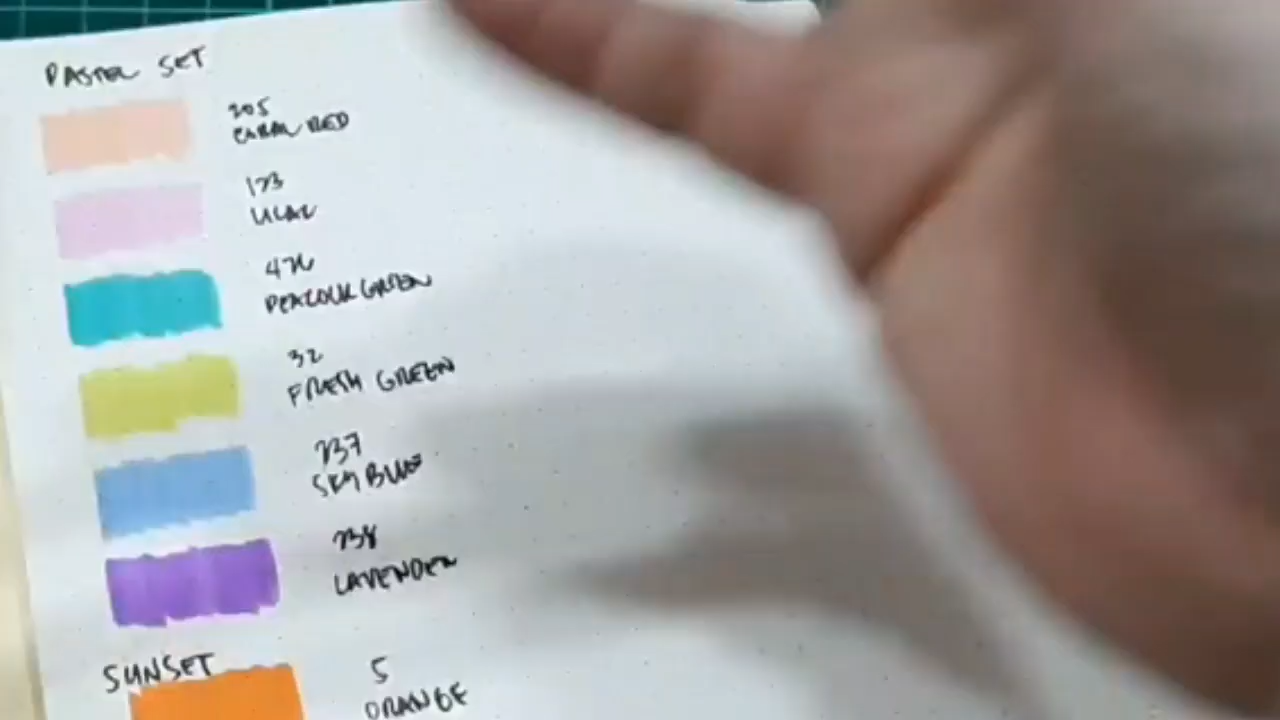 PASTEL SET
205
CORAL RED
173
LILAC
476
PEACOCK GREEN
32
FRESH GREEN
237
SKY BLUE
238
LAVENDER
SUNSET
5
ORANGE